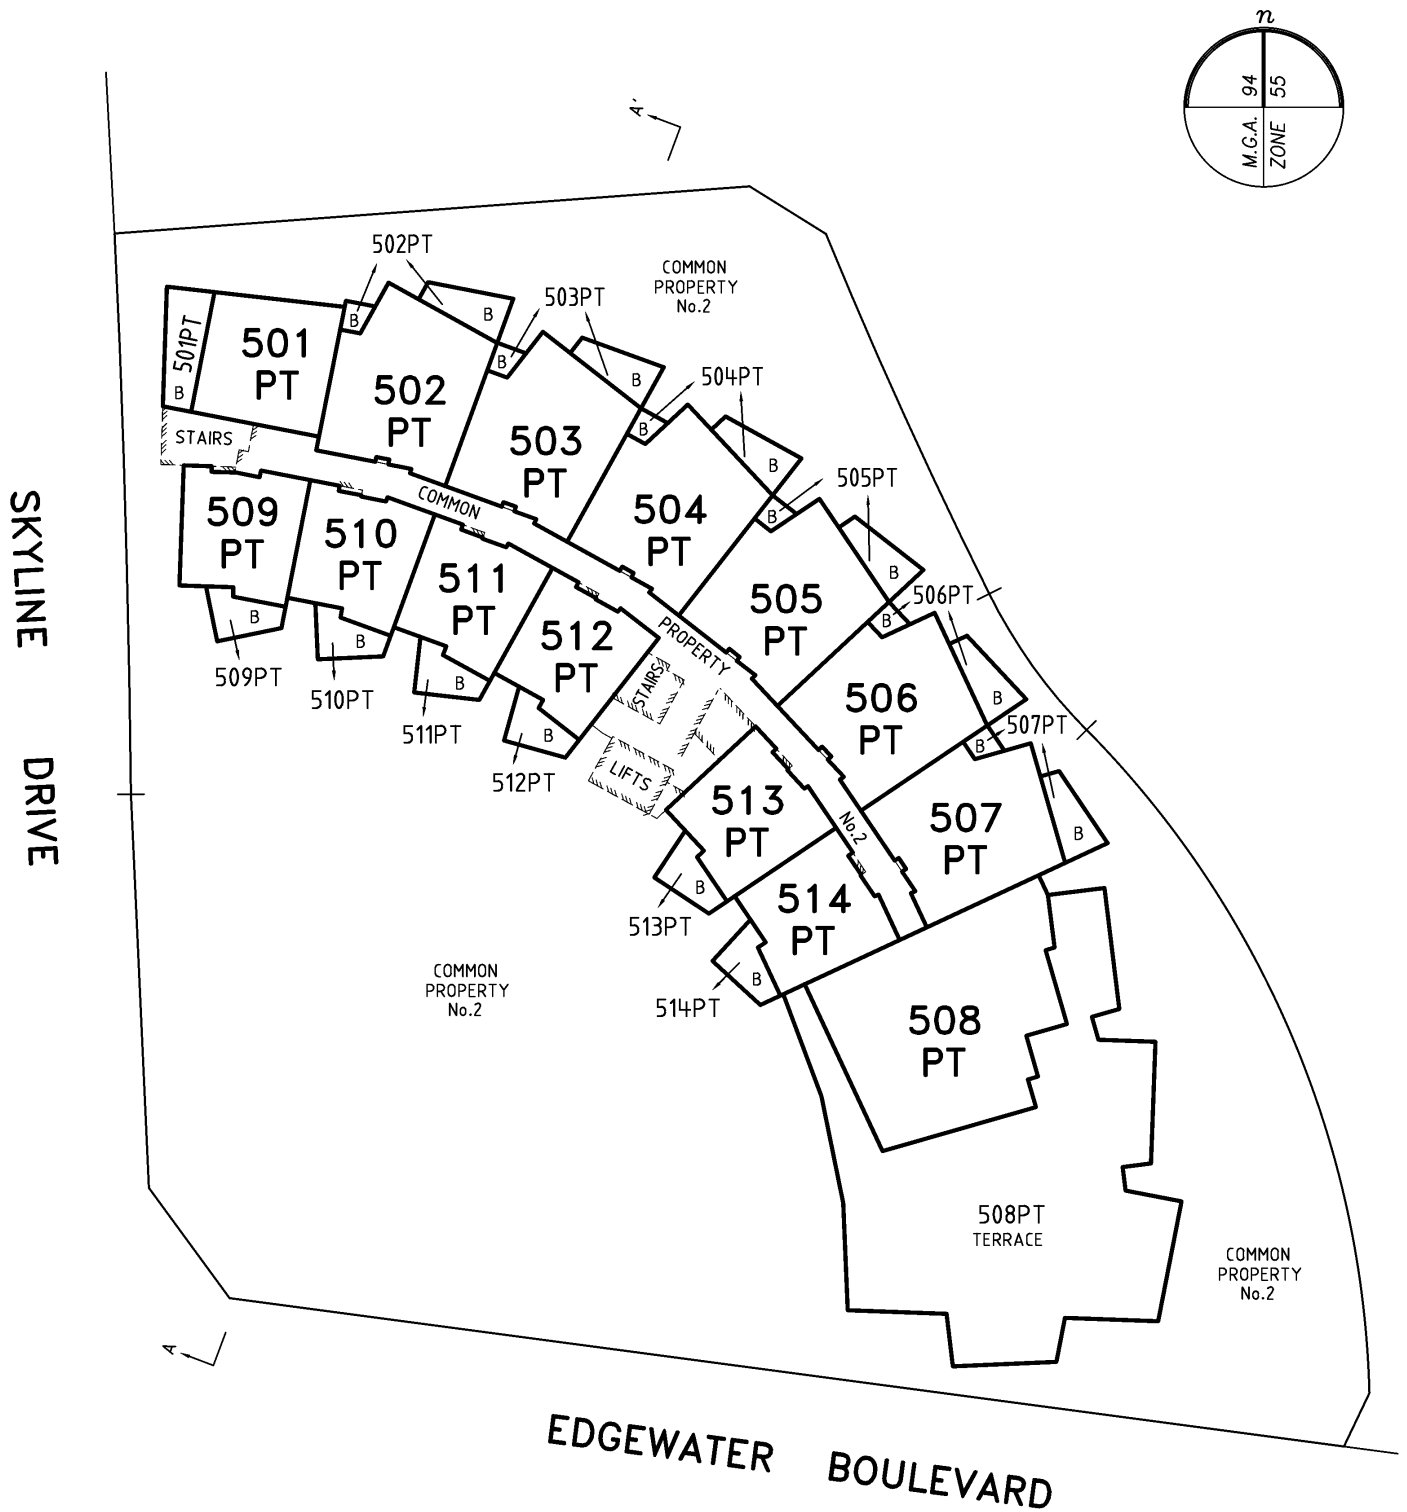 n
94
55
M.G.A.
ZONE
A'
502PT
COMMON
PROPERTY
No.2
503PT
501PT
B
501
PT
B
B
502
PT
B
B
504PT
503
PT
B
B
505PT
STAIRS
COMMON
504
PT
B
B
506PT
509
PT
510
PT
511
PT
512
PT
505
PT
B
B
507PT
B
509PT
B
510PT
B
511PT
B
512PT
PROPERTY
STAIRS
LIFTS
506
PT
B
B
513
PT
No.2
507
PT
B
B
513PT
514
PT
B
514PT
508
PT
COMMON
PROPERTY
No.2
508PT
TERRACE
COMMON
PROPERTY
No.2
A
SKYLINE DRIVE
EDGEWATER BOULEVARD